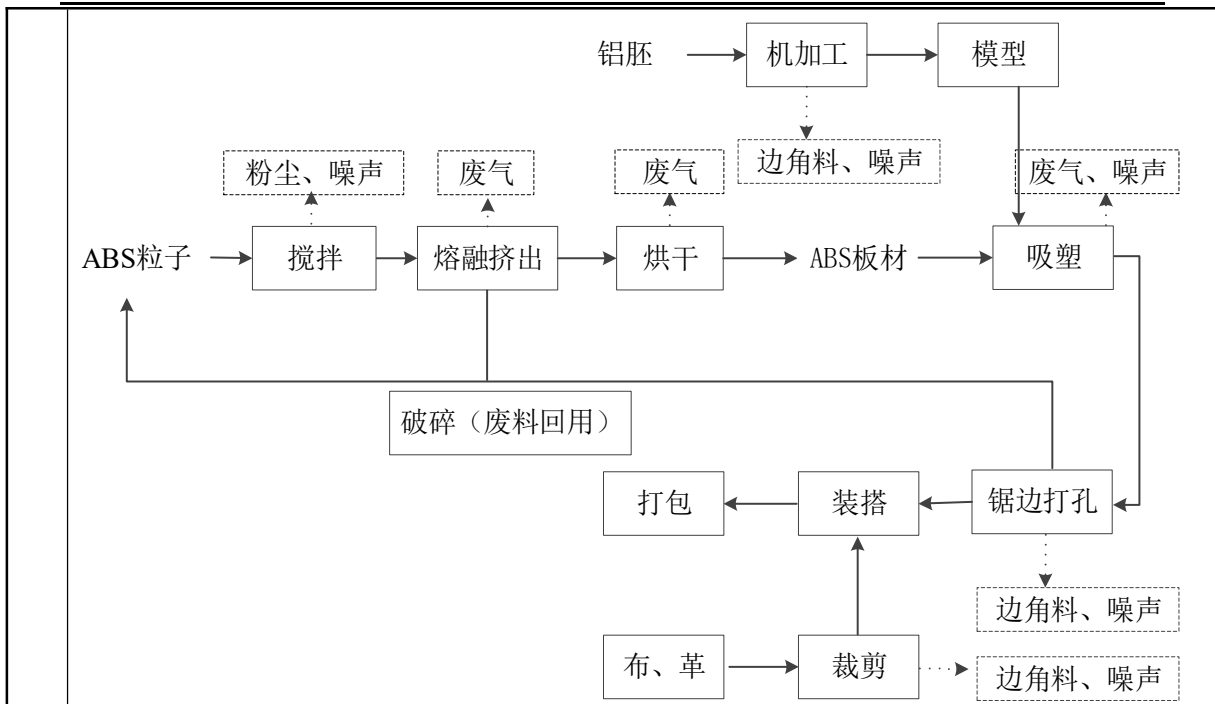 铝胚
机加工
模型
粉尘、噪声
废气
废气
边角料、噪声
废气、噪声
ABS粒子
搅拌
熔融挤出
烘干
ABS板材
吸塑
破碎（废料回用）
打包
装搭
锯边打孔
边角料、噪声
布、革
裁剪
边角料、噪声